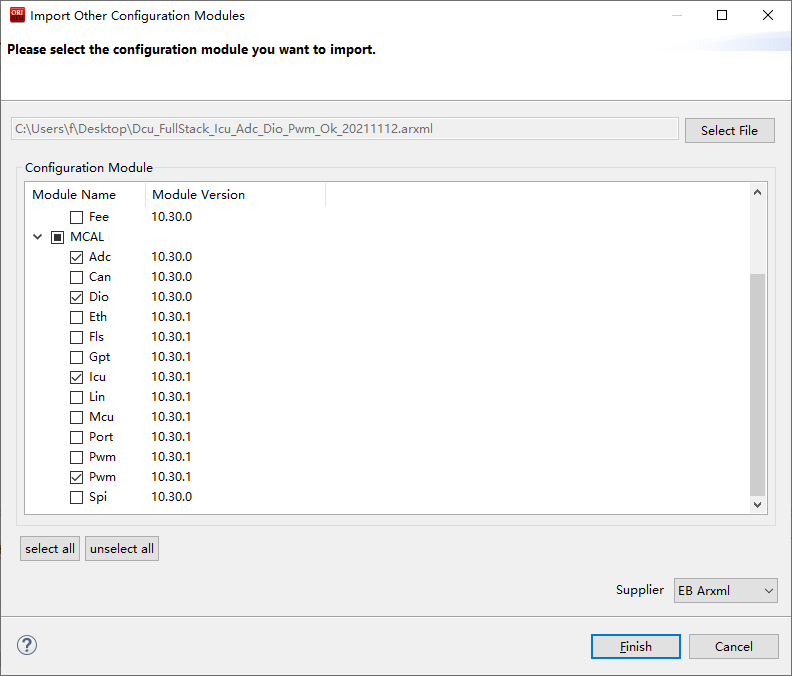 ORI
Import Other Configuration Modules
Please select the configuration module you want to import.
C:\Users\f\Desktop\Dcu_FullStack_Icu_Adc_Dio_Pwm_Ok_20211112.arxml
Select File
Configuration Module
Module Name Module Version
Fee 10.30.0
MCAL
Adc 10.30.0
Can 10.30.0
Dio 10.30.0
Eth 10.30.1
Fls 10.30.1
Gpt 10.30.1
Icu 10.30.1
Lin 10.30.1
Mcu 10.30.1
Port 10.30.1
Pwm 10.30.1
Pwm 10.30.1
Spi 10.30.0
select all unselect all
Supplier EB Arxml
?
Finish Cancel